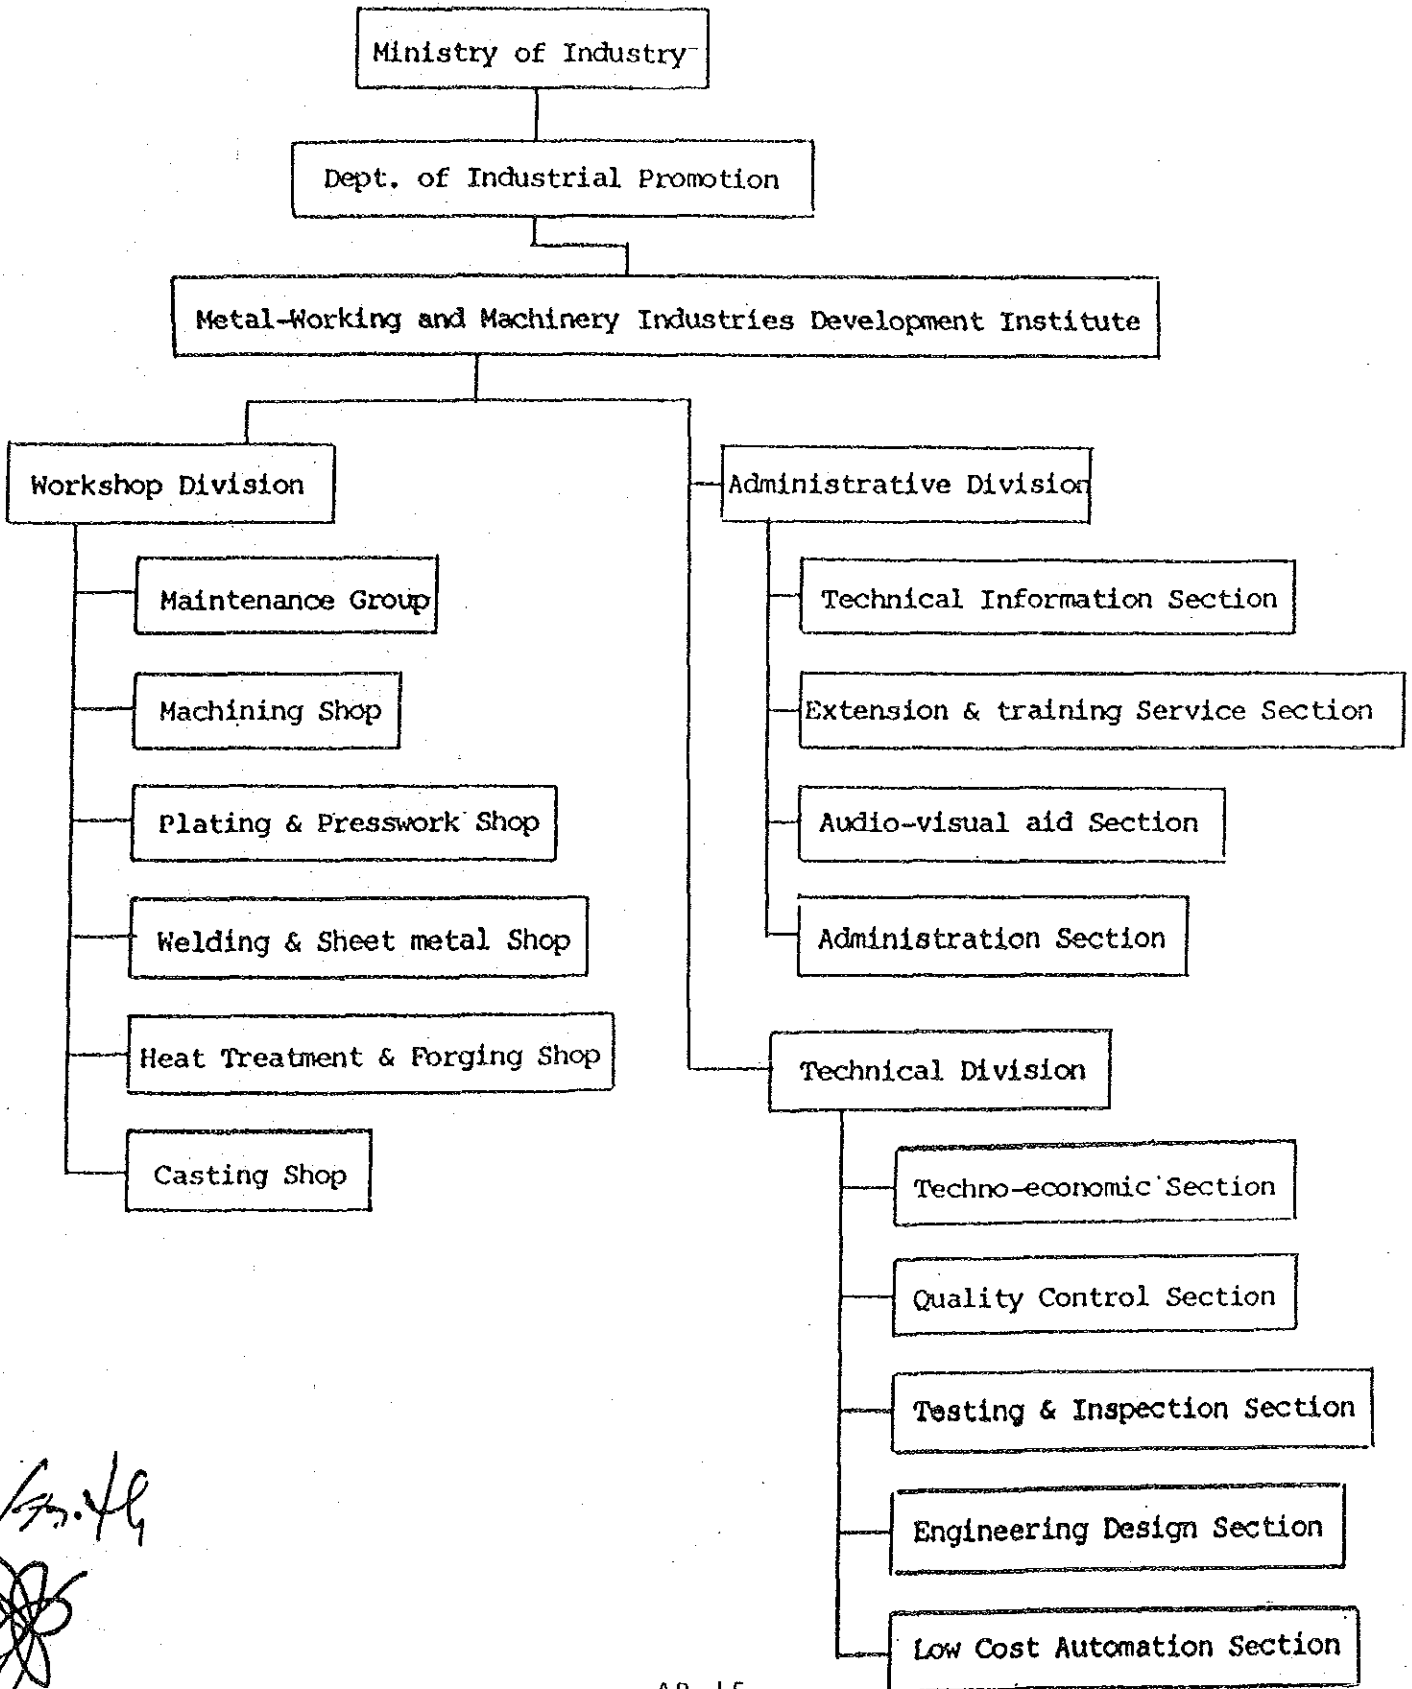 Ministry of Industry
Dept. of Industrial Promotion
Metal-Working and Machinery Industries Development Institute
Workshop Division
Maintenance Group
Machining Shop
Plating & Presswork Shop
Welding & Sheet metal Shop
Heat Treatment & Forging Shop
Casting Shop
Administrative Division
Technical Information Section
Extension & training Service Section
Audio-visual aid Section
Administration Section
Technical Division
Techno-economic Section
Quality Control Section
Testing & Inspection Section
Engineering Design Section
Low Cost Automation Section